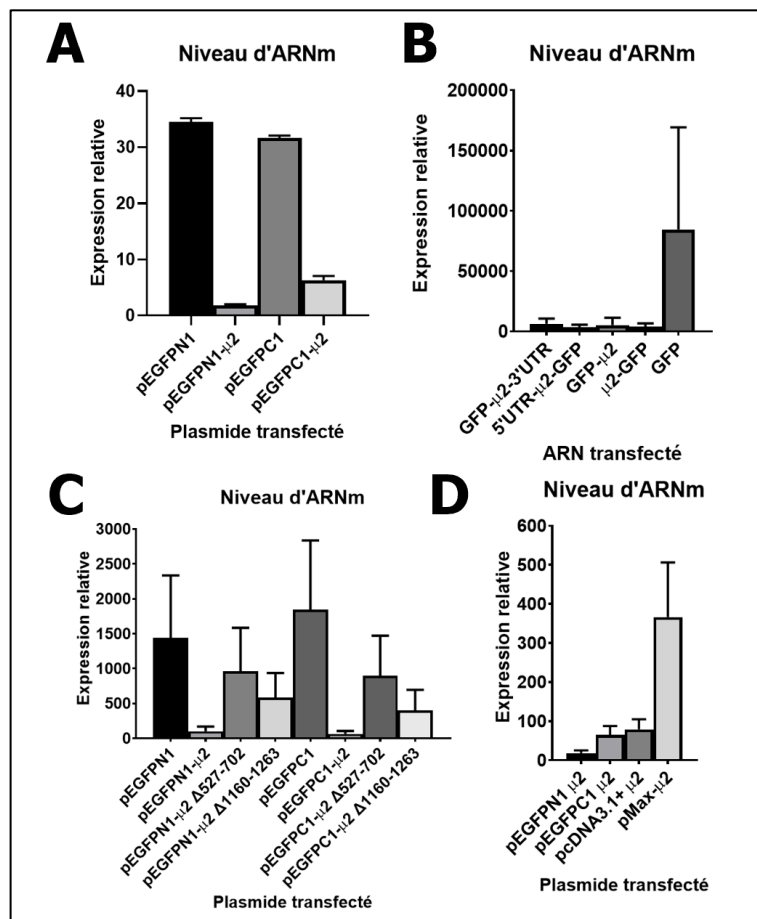 A
Niveau d'ARNm
Expression relative
40
30
20
10
0
pEGFPN1
pEGFPN1-μ2
pEGFPC1
pEGFPC1-μ2
Plasmide transfecté
B
Niveau d'ARNm
Expression relative
200000
150000
100000
50000
0
GFP-μ2-3'UTR
5'UTR-μ2-GFP
GFP-μ2
μ2-GFP
GFP
ARN transfecté
C
Niveau d'ARNm
Expression relative
3000
2500
2000
1500
1000
500
0
pEGFPN1
pEGFPN1-μ2
pEGFPN1-μ2 Δ527-702
pEGFPN1-μ2 Δ1160-1263
pEGFPC1
pEGFPC1-μ2
pEGFPC1-μ2 Δ527-702
pEGFPC1-μ2 Δ1160-1263
Plasmide transfecté
D
Niveau d'ARNm
Expression relative
600
500
400
300
200
100
0
pEGFPN1 μ2
pEGFPC1 μ2
pcDNA3.1+ μ2
pMax-μ2
Plasmide transfecté